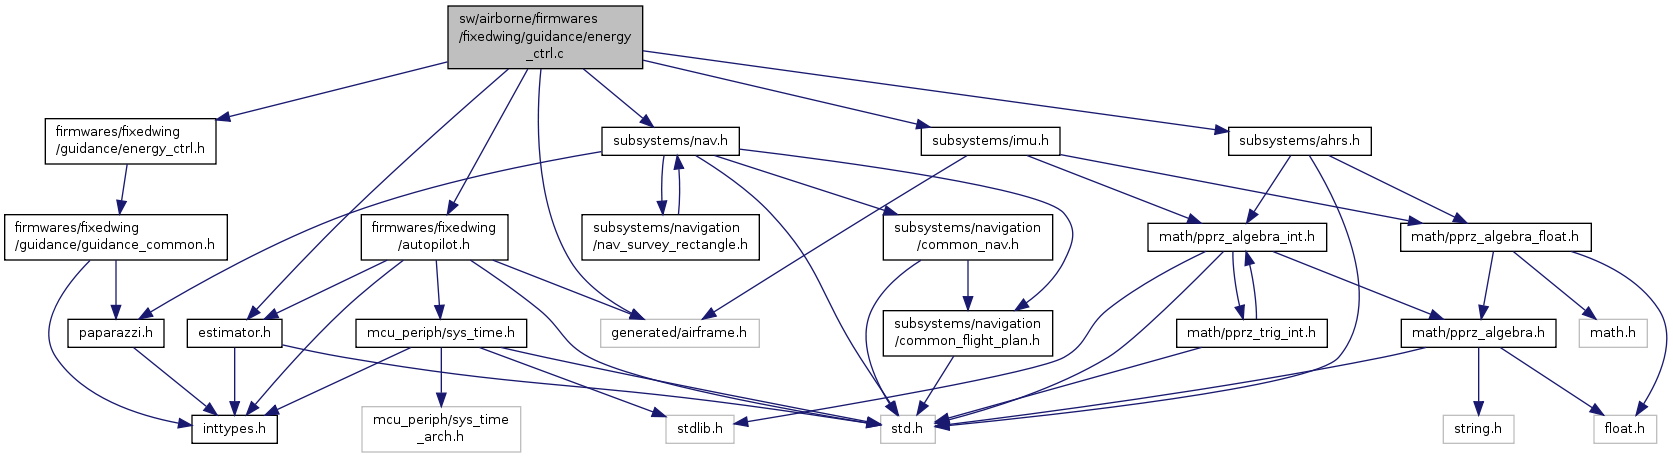 sw/airborne/firmwares
/fixedwing/guidance/energy
_ctrl.c
firmwares/fixedwing
/guidance/energy_ctrl.h
subsystems/nav.h
subsystems/imu.h
subsystems/ahrs.h
firmwares/fixedwing
/guidance/guidance_common.h
firmwares/fixedwing
/autopilot.h
subsystems/navigation
/nav_survey_rectangle.h
subsystems/navigation
/common_nav.h
math/pprz_algebra_int.h
math/pprz_algebra_float.h
paparazzi.h
estimator.h
mcu_periph/sys_time.h
generated/airframe.h
subsystems/navigation
/common_flight_plan.h
math/pprz_trig_int.h
math/pprz_algebra.h
math.h
inttypes.h
mcu_periph/sys_time
_arch.h
stdlib.h
std.h
string.h
float.h